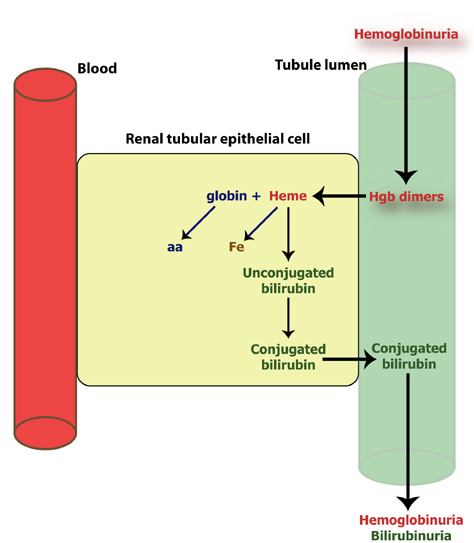 Hemoglobinuria
Blood
Tubule lumen
Renal tubular epithelial cell
globin + Heme
Hgb dimers
aa
Fe
Unconjugated
bilirubin
Conjugated
bilirubin
Conjugated
bilirubin
Hemoglobinuria
Bilirubinuria